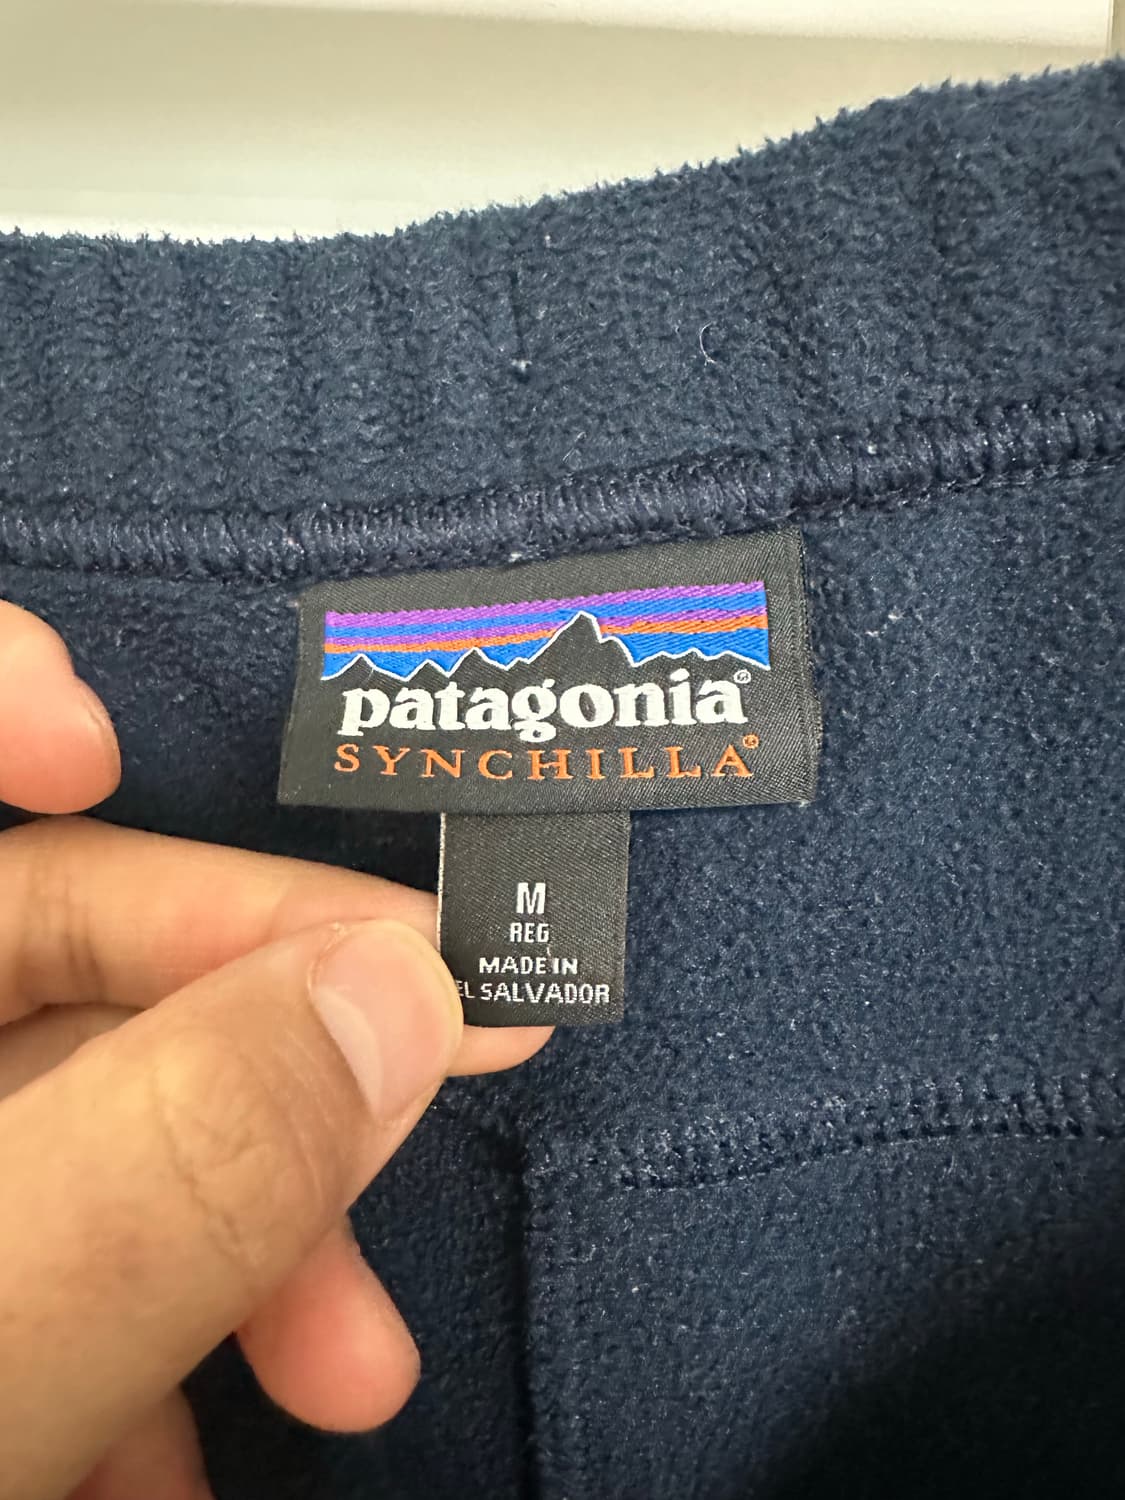 patagonia®
SYNCHILLA®
M
REG
MADE IN
EL SALVADOR